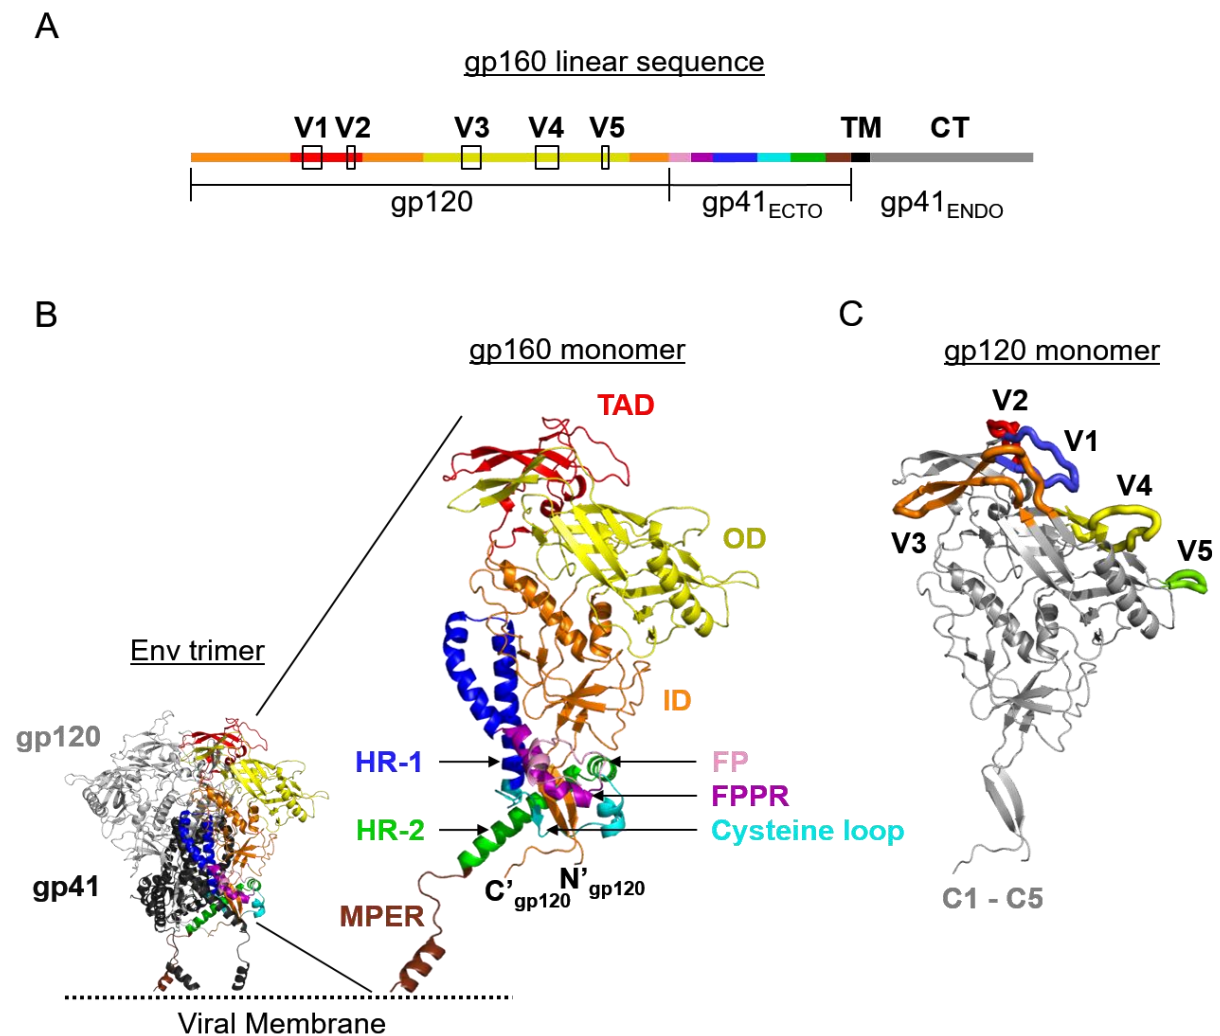 A
gp160 linear sequence
V1 V2 V3 V4 V5 TM CT
gp120 gp41ECTO gp41ENDO
B
C
gp160 monomer
gp120 monomer
TAD
V2
V1
V4
OD
V3
V5
Env trimer
ID
gp120
HR-1
FP
FPPR
HR-2
Cysteine loop
gp41
C'gp120 N'gp120
C1 - C5
MPER
Viral Membrane